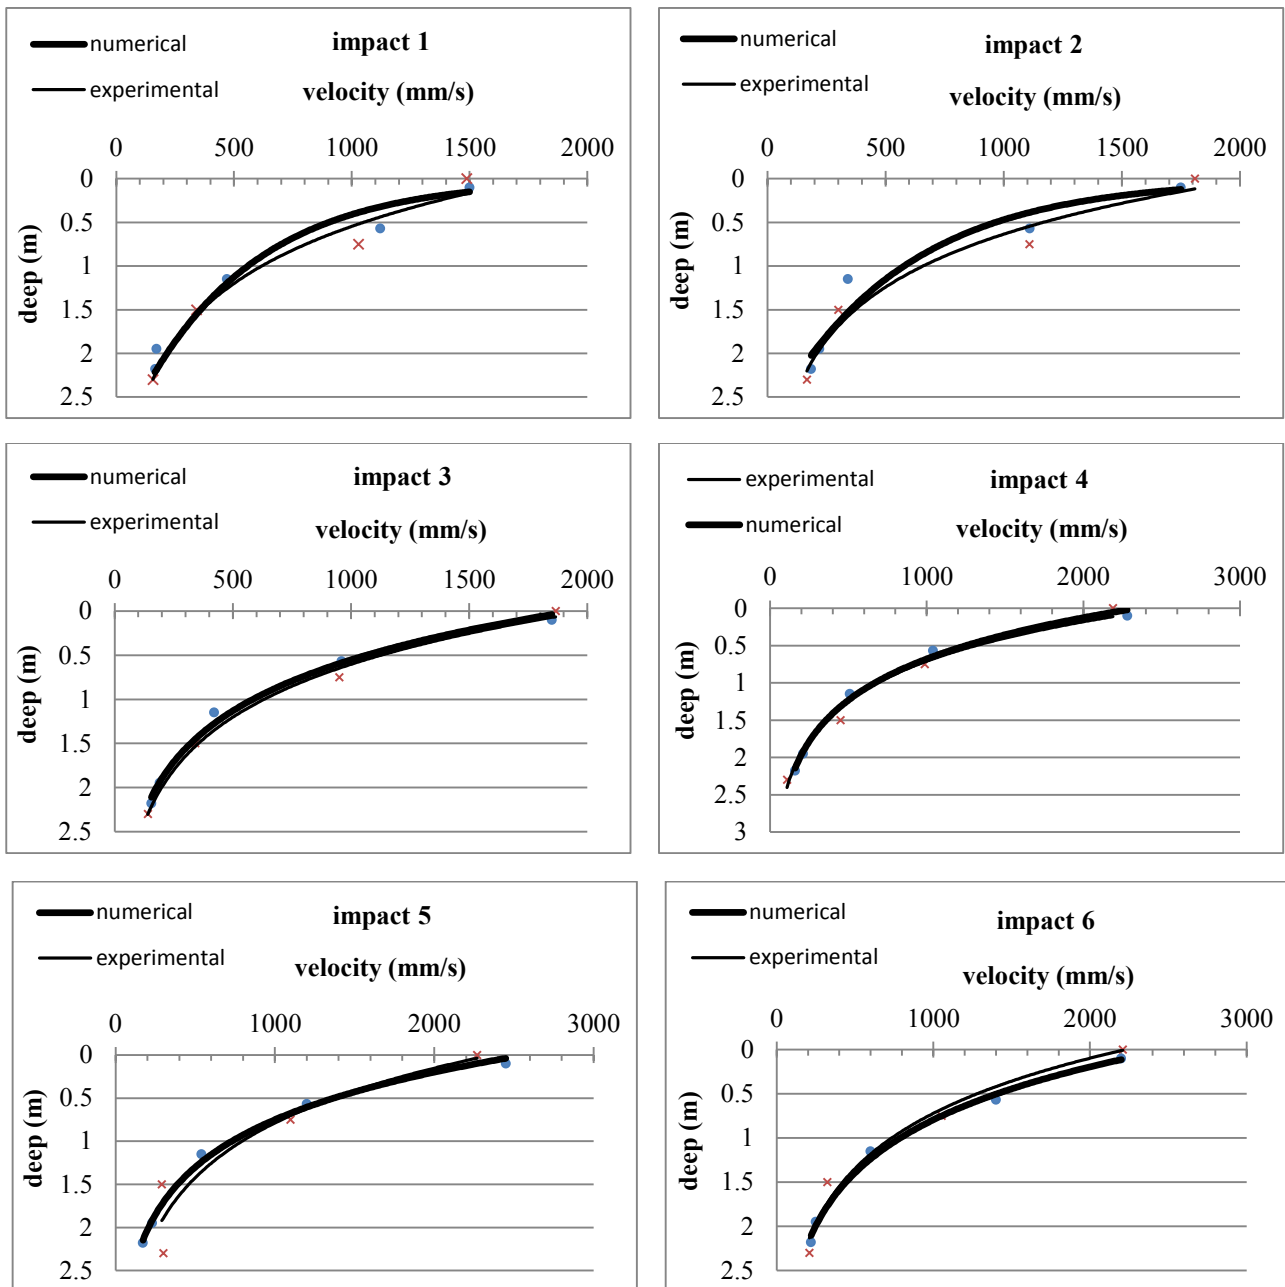 numerical
impact 1
experimental
velocity (mm/s)
0 500 1000 1500 2000
0
0.5
1
1.5
2
2.5
deep (m)
numerical
impact 2
experimental
velocity (mm/s)
0 500 1000 1500 2000
0
0.5
1
1.5
2
2.5
deep (m)
numerical
impact 3
experimental
velocity (mm/s)
0 500 1000 1500 2000
0
0.5
1
1.5
2
2.5
deep (m)
experimental
impact 4
numerical
velocity (mm/s)
0 1000 2000 3000
0
0.5
1
1.5
2
2.5
3
deep (m)
numerical
impact 5
experimental
velocity (mm/s)
0 1000 2000 3000
0
0.5
1
1.5
2
2.5
deep (m)
numerical
impact 6
experimental
velocity (mm/s)
0 1000 2000 3000
0
0.5
1
1.5
2
2.5
deep (m)